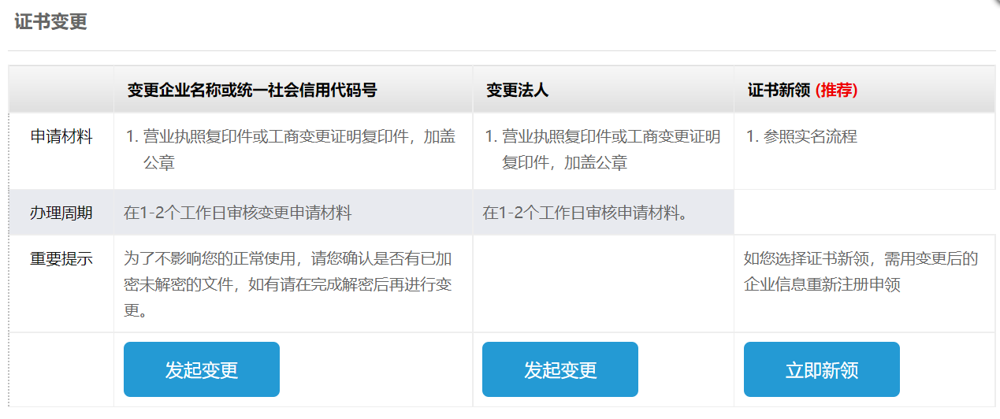 证书变更
变更企业名称或统一社会信用代码号
变更法人
证书新领 (推荐)
申请材料
1. 营业执照复印件或工商变更证明复印件，加盖
公章
1. 营业执照复印件或工商变更证明
复印件，加盖公章
1. 参照实名流程
办理周期
在1-2个工作日审核变更申请材料
在1-2个工作日审核申请材料。
重要提示
为了不影响您的正常使用，请您确认是否有已加
密未解密的文件，如有请在完成解密后再进行变
更。
如您选择证书新领，需用变更后的
企业信息重新注册申领
发起变更
发起变更
立即新领